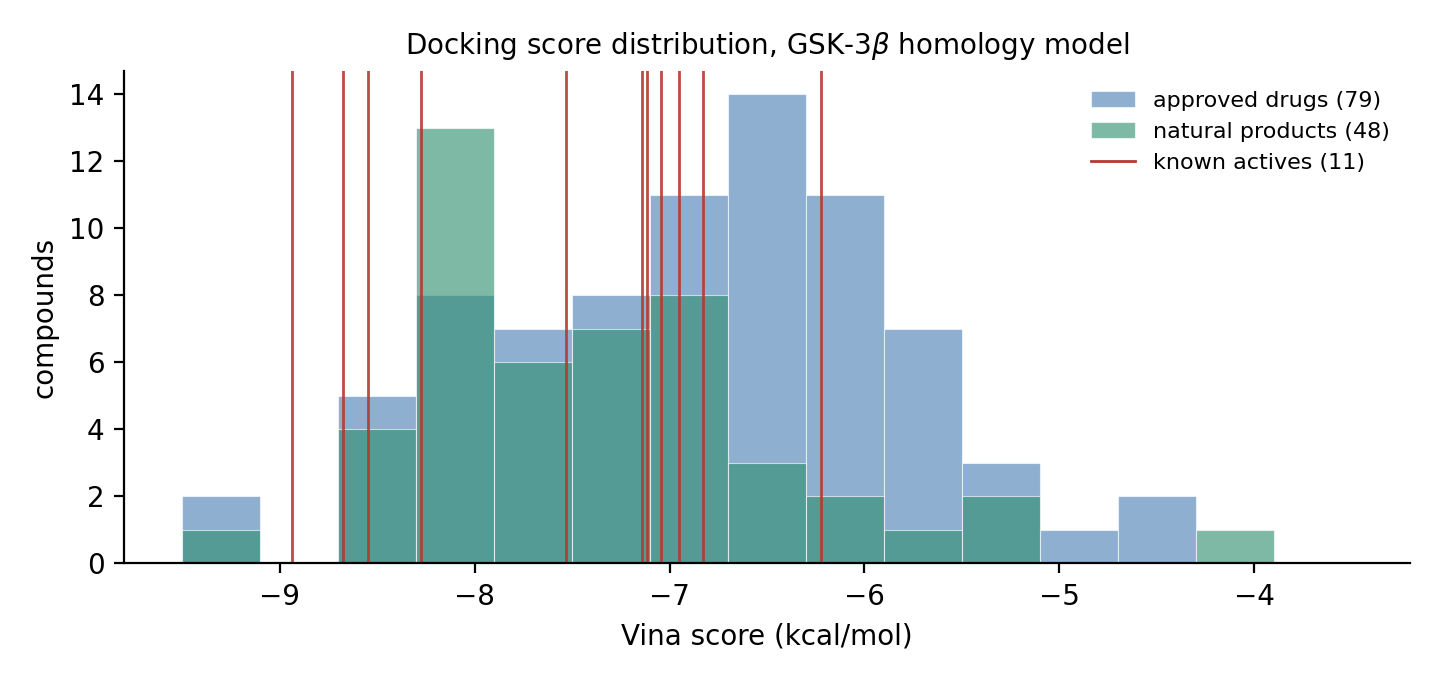 Docking score distribution, GSK-3β homology model
approved drugs (79)
natural products (48)
known actives (11)
compounds
14
12
10
8
6
4
2
0
−9
−8
−7
−6
−5
−4
Vina score (kcal/mol)